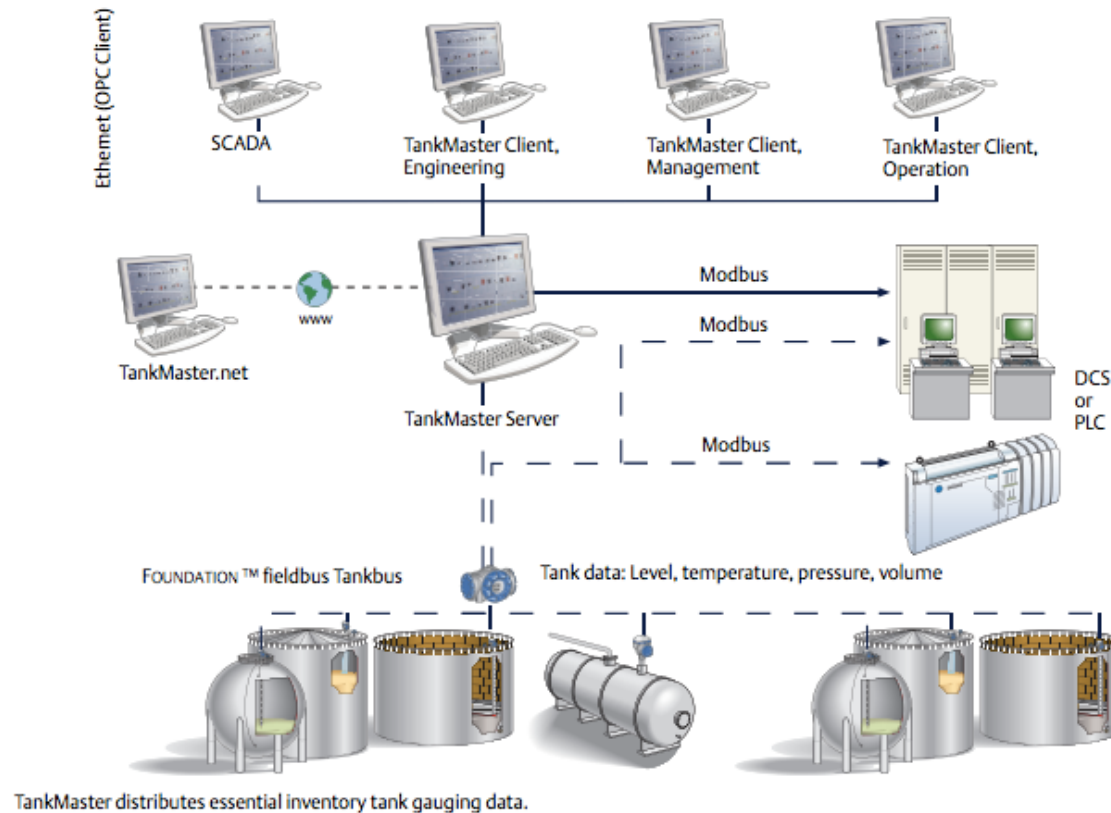 Ethernet (OPC Client)
SCADA
TankMaster Client,
Engineering
TankMaster Client,
Management
TankMaster Client,
Operation
www
TankMaster.net
TankMaster Server
Modbus
Modbus
Modbus
DCS
or
PLC
FOUNDATION ™ fieldbus Tankbus
Tank data: Level, temperature, pressure, volume
TankMaster distributes essential inventory tank gauging data.